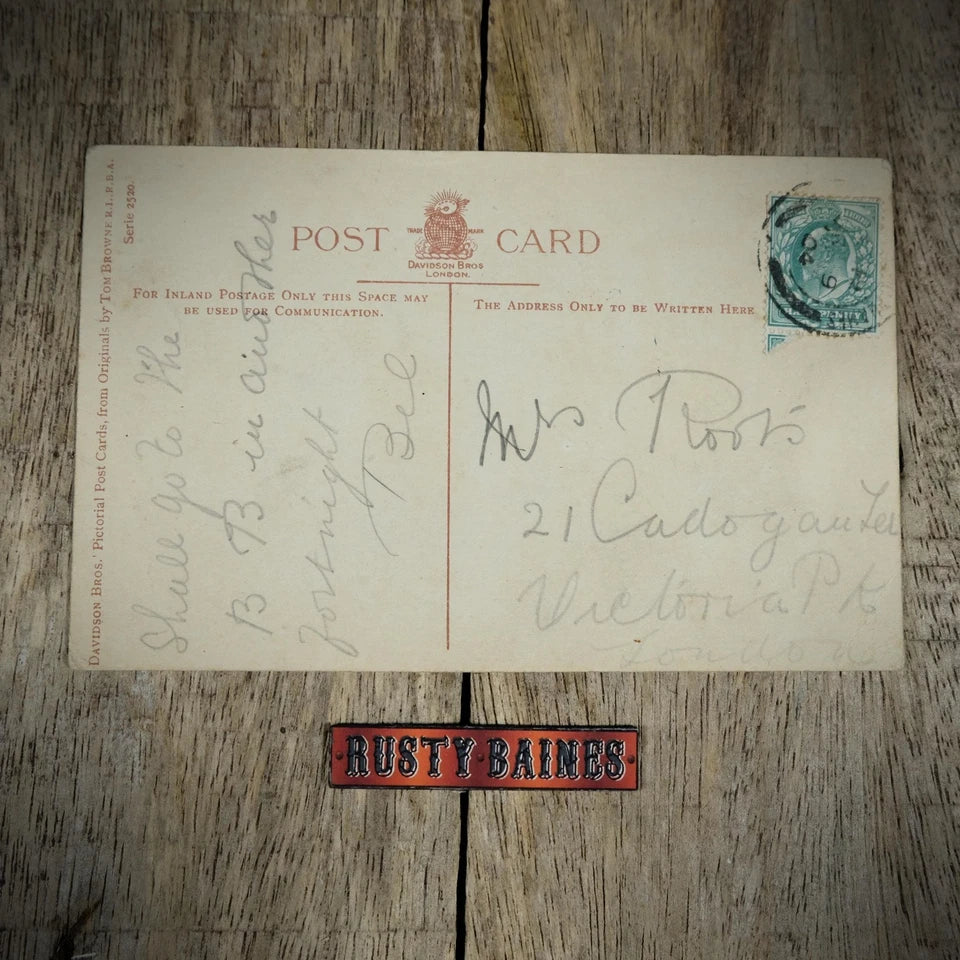 Davidson Bros.' Pictorial Post Cards, from Originals by Tom Browne R.I., R.B.A.
Serie 2520.
POST CARD
TRADE MARK
Davidson Bros
London.
For Inland Postage Only this Space may
be used for Communication.
The Address Only to be Written Here
Shall go to the
B B in another
fortnight
Bel
Mrs Roots
21 Cadogan Ter
Victoria Pk
London
RUSTY BAINES